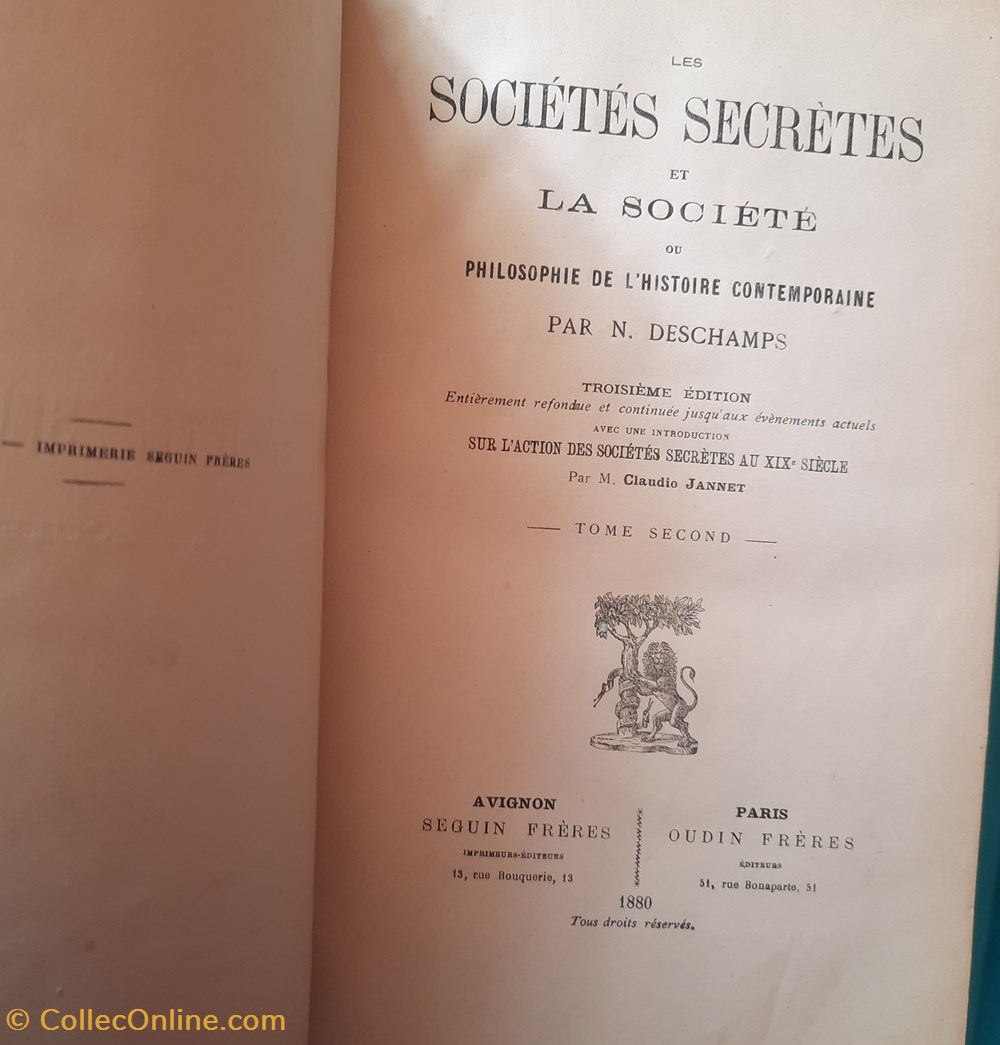 IMPRIMERIE SEGUIN FRÈRES
LES
SOCIÉTÉS SECRÈTES
ET
LA SOCIÉTÉ
OU
PHILOSOPHIE DE L'HISTOIRE CONTEMPORAINE
PAR N. DESCHAMPS
TROISIÈME ÉDITION
Entièrement refondue et continuée jusqu'aux évènements actuels
AVEC UNE INTRODUCTION
SUR L'ACTION DES SOCIÉTÉS SECRÈTES AU XIXe SIÈCLE
Par M. Claudio JANNET
— TOME SECOND —
AVIGNON
SEGUIN FRÈRES
IMPRIMEURS-ÉDITEURS
13, rue Bouquerie, 13
PARIS
OUDIN FRÈRES
ÉDITEURS
51, rue Bonaparte, 51
1880
Tous droits réservés.
© CollecOnline.com